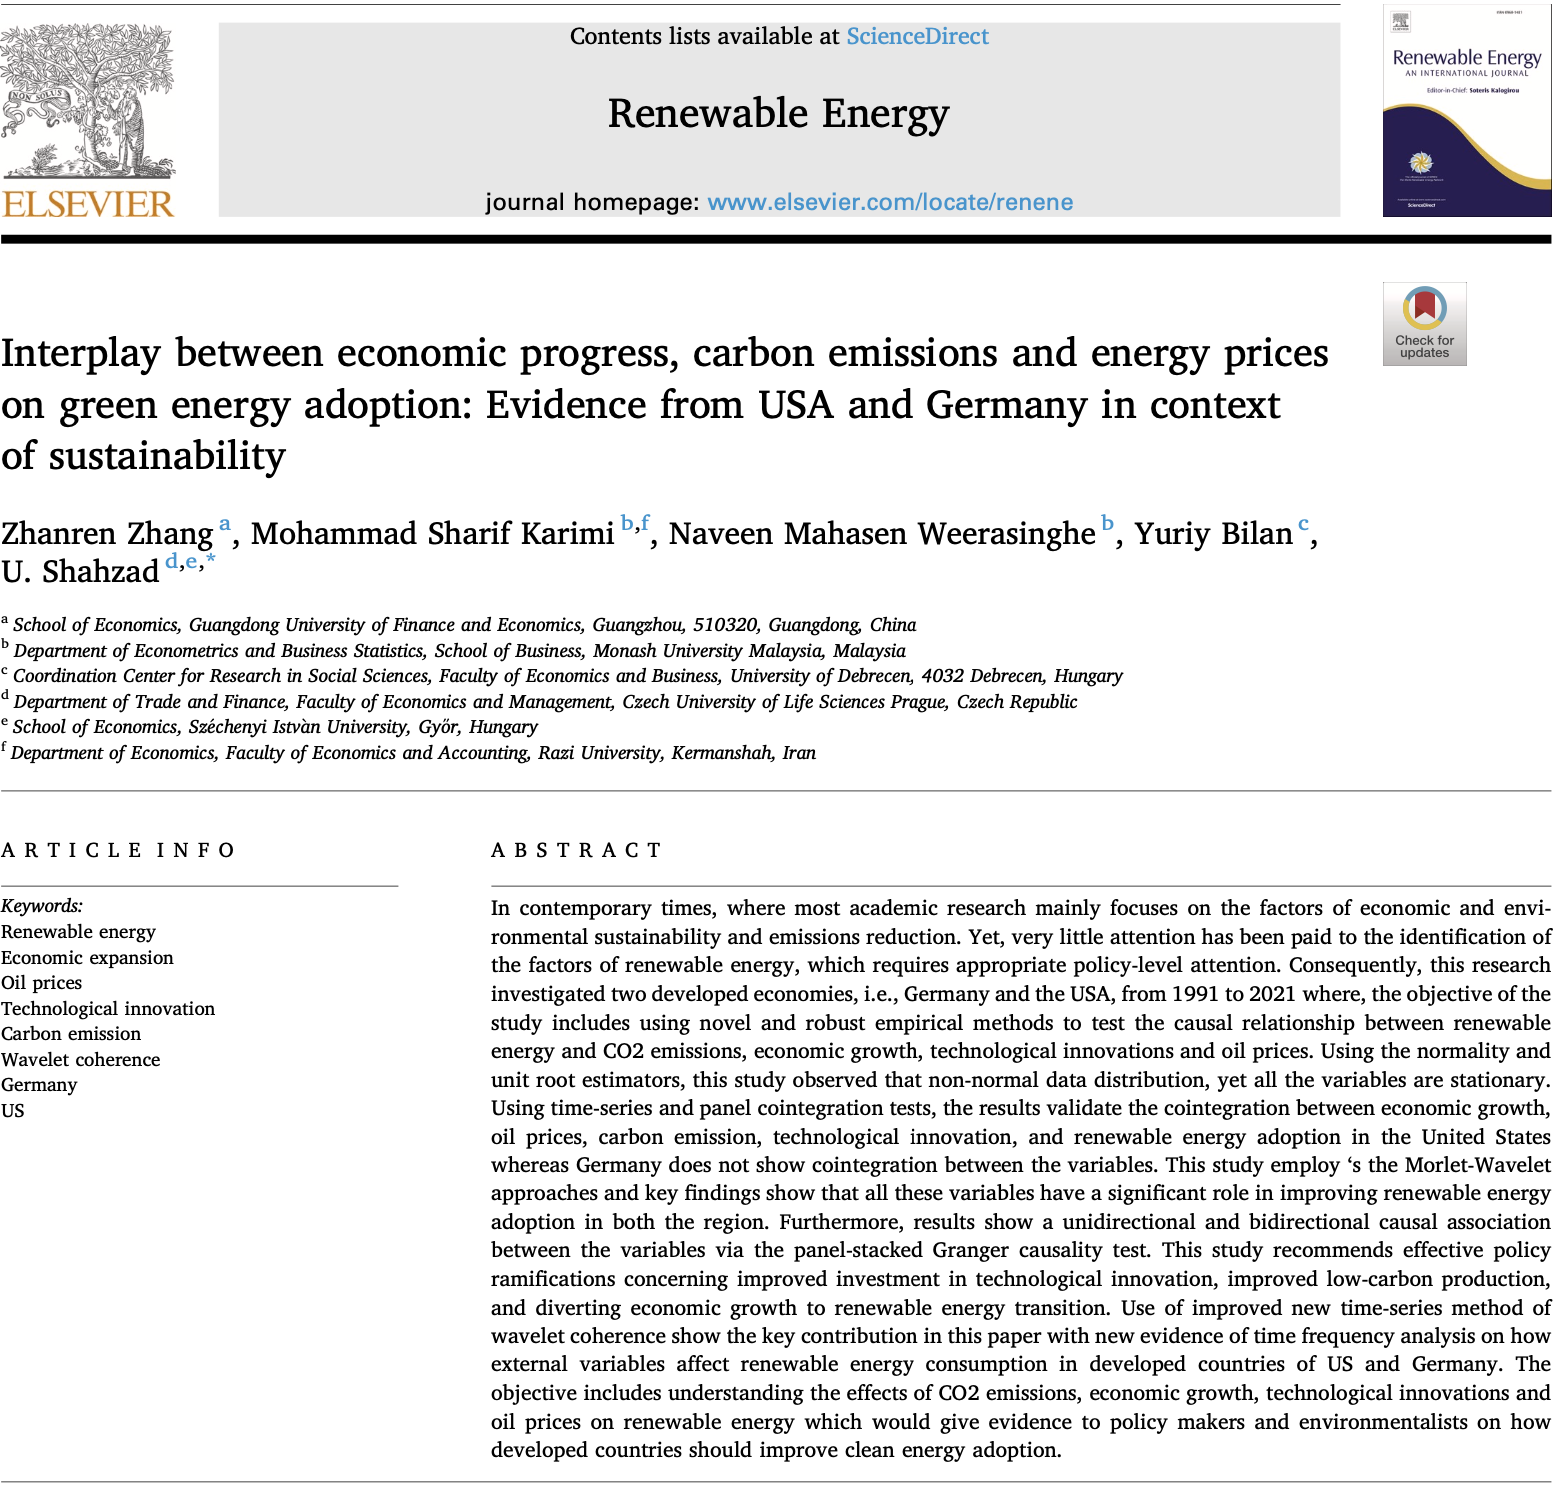 Contents lists available at ScienceDirect
Renewable Energy
journal homepage: www.elsevier.com/locate/renene
NON SOLUS
ELSEVIER
Renewable Energy
AN INTERNATIONAL JOURNAL
Editor-in-Chief: Soteris Kalogirou
ScienceDirect
Check for
updates
Interplay between economic progress, carbon emissions and energy prices
on green energy adoption: Evidence from USA and Germany in context
of sustainability
Zhanren Zhang a, Mohammad Sharif Karimi b,f, Naveen Mahasen Weerasinghe b, Yuriy Bilan c,
U. Shahzad d,e,*
a School of Economics, Guangdong University of Finance and Economics, Guangzhou, 510320, Guangdong, China
b Department of Econometrics and Business Statistics, School of Business, Monash University Malaysia, Malaysia
c Coordination Center for Research in Social Sciences, Faculty of Economics and Business, University of Debrecen, 4032 Debrecen, Hungary
d Department of Trade and Finance, Faculty of Economics and Management, Czech University of Life Sciences Prague, Czech Republic
e School of Economics, Széchenyi Istvàn University, Győr, Hungary
f Department of Economics, Faculty of Economics and Accounting, Razi University, Kermanshah, Iran
ARTICLE INFO
Keywords:
Renewable energy
Economic expansion
Oil prices
Technological innovation
Carbon emission
Wavelet coherence
Germany
US
ABSTRACT
In contemporary times, where most academic research mainly focuses on the factors of economic and envi-
ronmental sustainability and emissions reduction. Yet, very little attention has been paid to the identification of
the factors of renewable energy, which requires appropriate policy-level attention. Consequently, this research
investigated two developed economies, i.e., Germany and the USA, from 1991 to 2021 where, the objective of the
study includes using novel and robust empirical methods to test the causal relationship between renewable
energy and CO2 emissions, economic growth, technological innovations and oil prices. Using the normality and
unit root estimators, this study observed that non-normal data distribution, yet all the variables are stationary.
Using time-series and panel cointegration tests, the results validate the cointegration between economic growth,
oil prices, carbon emission, technological innovation, and renewable energy adoption in the United States
whereas Germany does not show cointegration between the variables. This study employ ‘s the Morlet-Wavelet
approaches and key findings show that all these variables have a significant role in improving renewable energy
adoption in both the region. Furthermore, results show a unidirectional and bidirectional causal association
between the variables via the panel-stacked Granger causality test. This study recommends effective policy
ramifications concerning improved investment in technological innovation, improved low-carbon production,
and diverting economic growth to renewable energy transition. Use of improved new time-series method of
wavelet coherence show the key contribution in this paper with new evidence of time frequency analysis on how
external variables affect renewable energy consumption in developed countries of US and Germany. The
objective includes understanding the effects of CO2 emissions, economic growth, technological innovations and
oil prices on renewable energy which would give evidence to policy makers and environmentalists on how
developed countries should improve clean energy adoption.